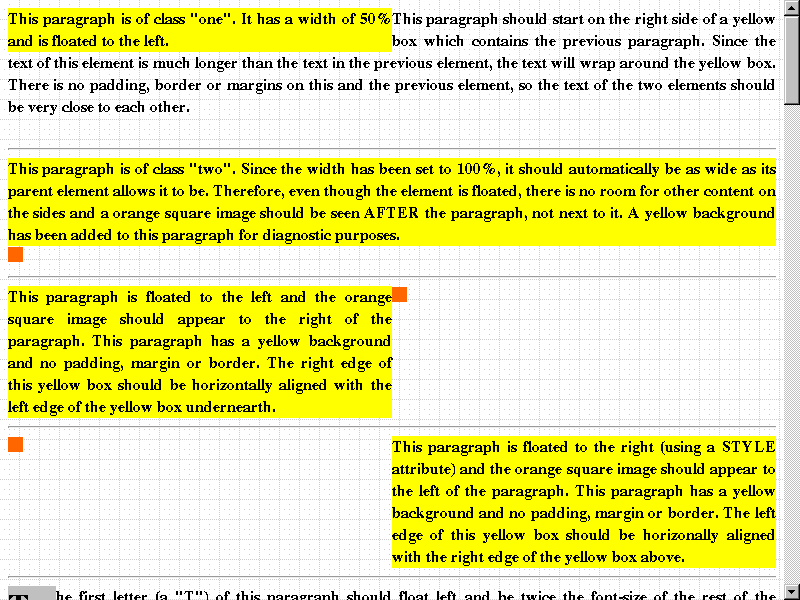 This paragraph is of class "one". It has a width of 50%
and is floated to the left.
This paragraph should start on the right side of a yellow
box which contains the previous paragraph. Since the
text of this element is much longer than the text in the previous element, the text will wrap around the yellow box.
There is no padding, border or margins on this and the previous element, so the text of the two elements should
be very close to each other.
This paragraph is of class "two". Since the width has been set to 100%, it should automatically be as wide as its
parent element allows it to be. Therefore, even though the element is floated, there is no room for other content on
the sides and a orange square image should be seen AFTER the paragraph, not next to it. A yellow background
has been added to this paragraph for diagnostic purposes.
This paragraph is floated to the left and the orange
square image should appear to the right of the
paragraph. This paragraph has a yellow background
and no padding, margin or border. The right edge of
this yellow box should be horizontally aligned with the
left edge of the yellow box undernearth.
This paragraph is floated to the right (using a STYLE
attribute) and the orange square image should appear to
the left of the paragraph. This paragraph has a yellow
background and no padding, margin or border. The left
edge of this yellow box should be horizonally aligned
with the right edge of the yellow box above.
The first letter (a "T") of this paragraph should float left and be twice the font-size of the rest of the